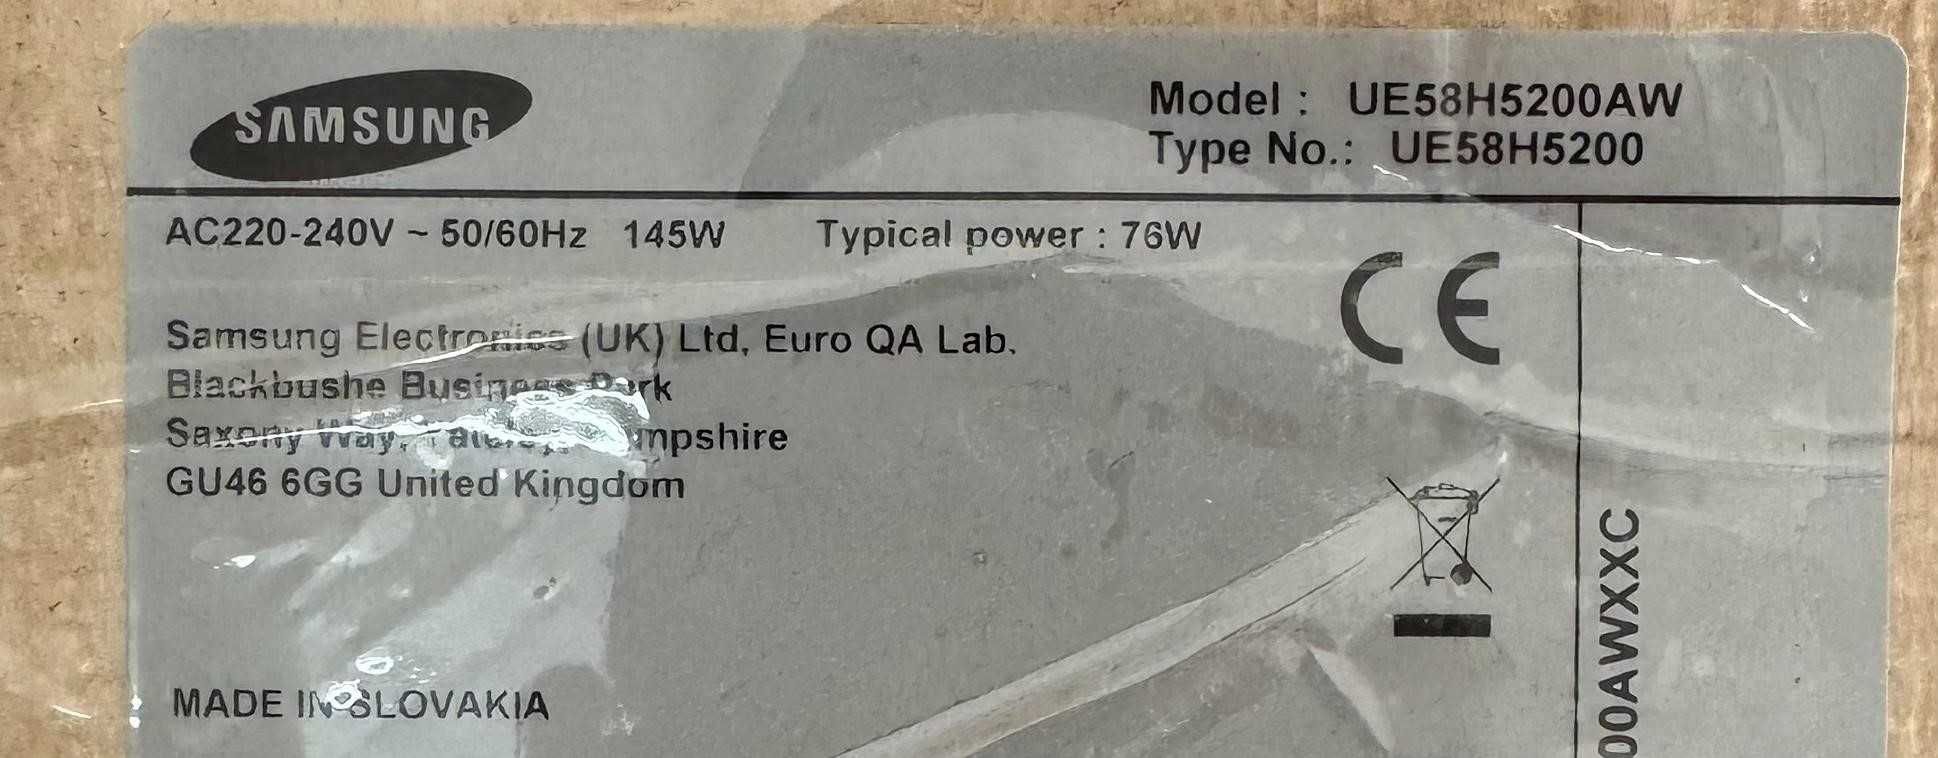 SAMSUNG
Model : UE58H5200AW
Type No.: UE58H5200
AC220-240V ~ 50/60Hz 145W Typical power : 76W
Samsung Electronics (UK) Ltd, Euro QA Lab.
Blackbushe Business Park
Saxony Way,
GU46 6GG United Kingdom
MADE IN SLOVAKIA
CE
00AWXXC